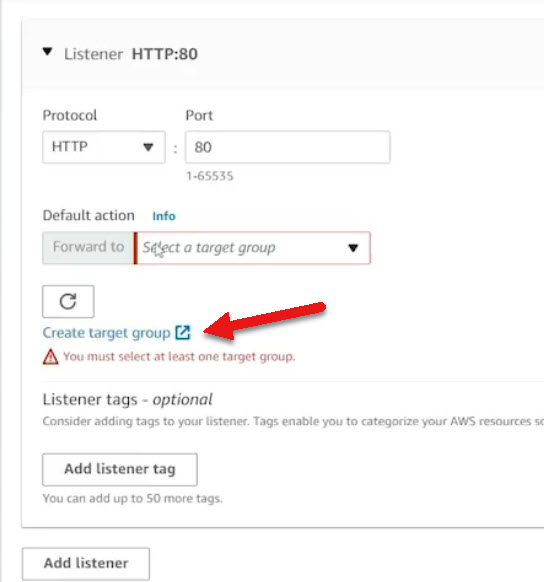 Listener HTTP:80
Protocol Port
HTTP : 80
1-65535
Default action Info
Forward to Select a target group
Create target group
You must select at least one target group.
Listener tags - optional
Consider adding tags to your listener. Tags enable you to categorize your AWS resources so
Add listener tag
You can add up to 50 more tags.
Add listener